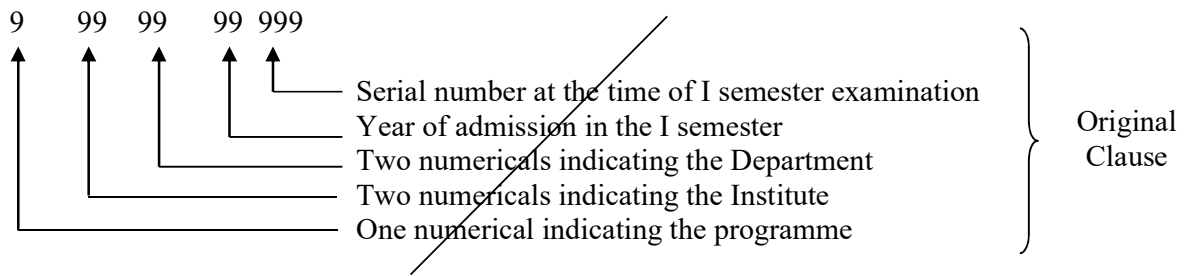 9 99 99 99 999
Serial number at the time of I semester examination
Year of admission in the I semester
Two numericals indicating the Department
Two numericals indicating the Institute
One numerical indicating the programme
Original
Clause